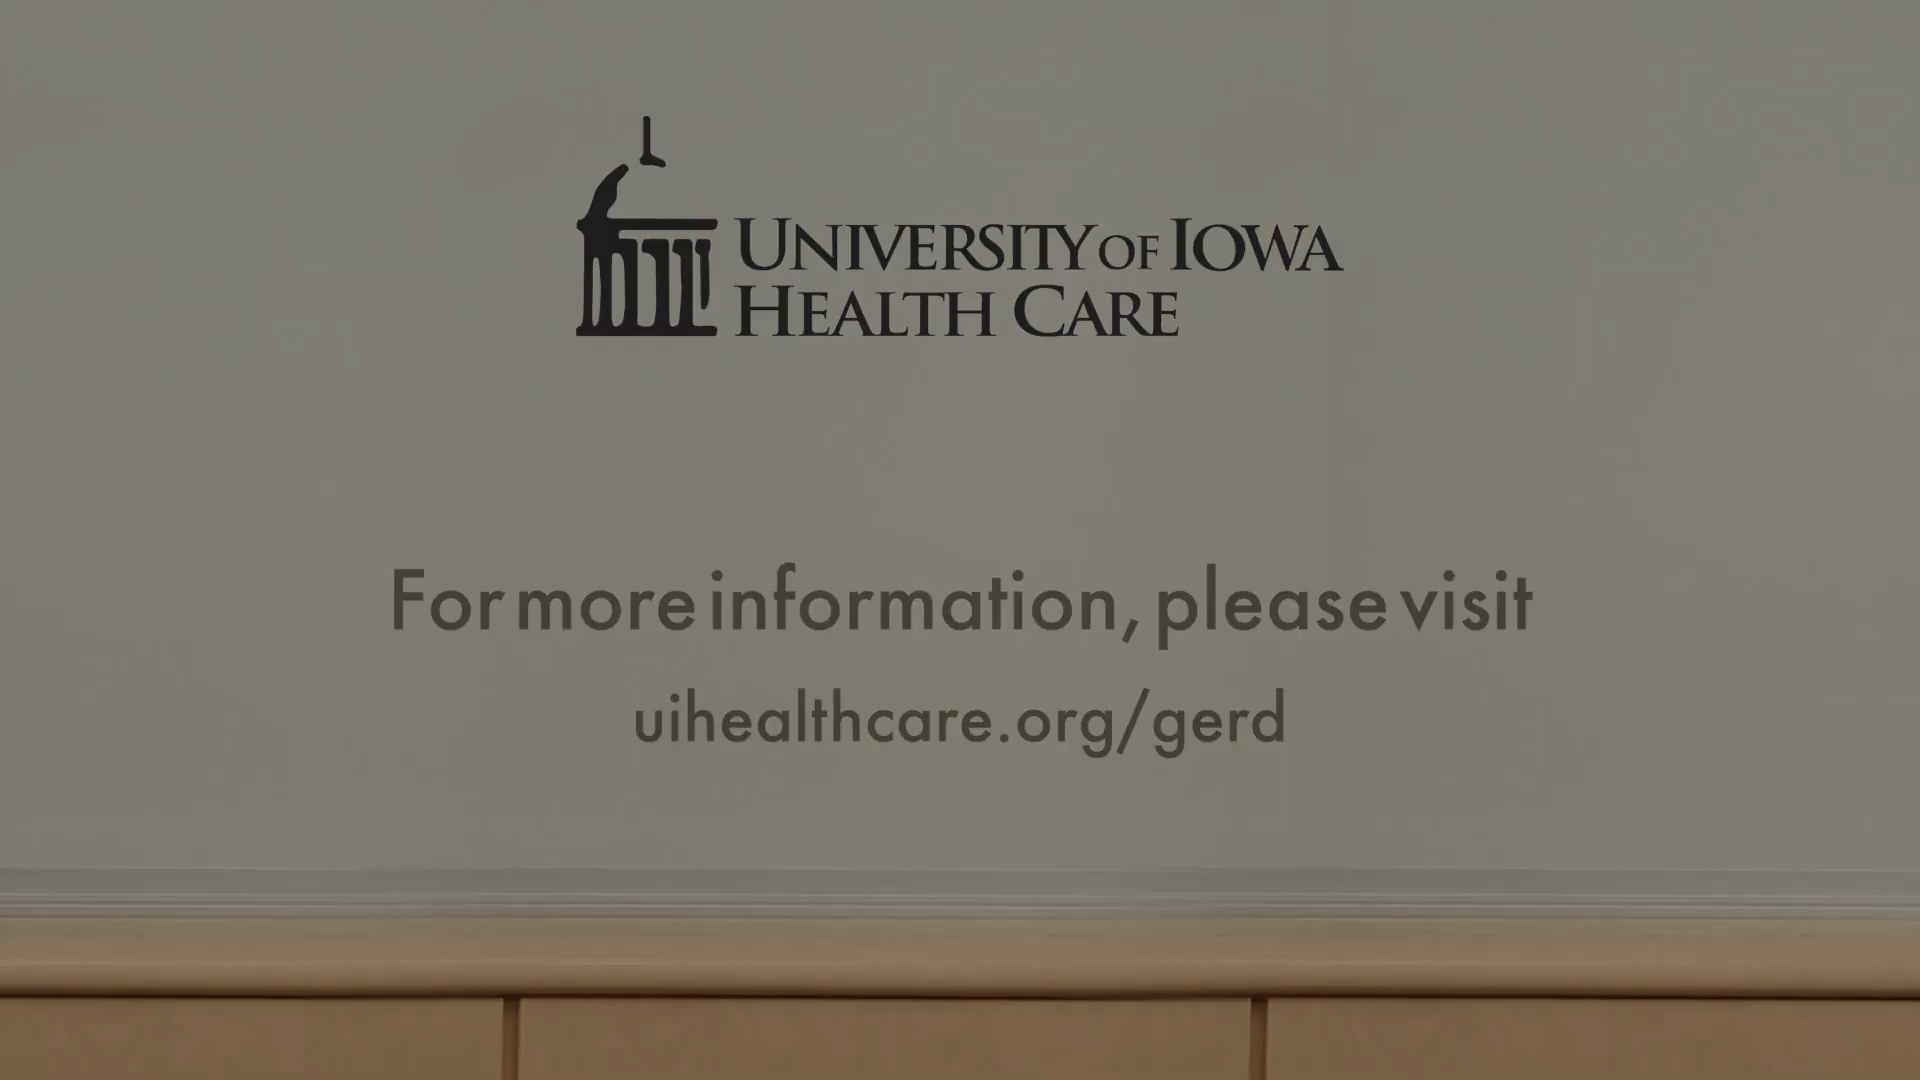 UNIVERSITY OF IOWA
HEALTH CARE
For more information, please visit
uihealthcare.org/gerd